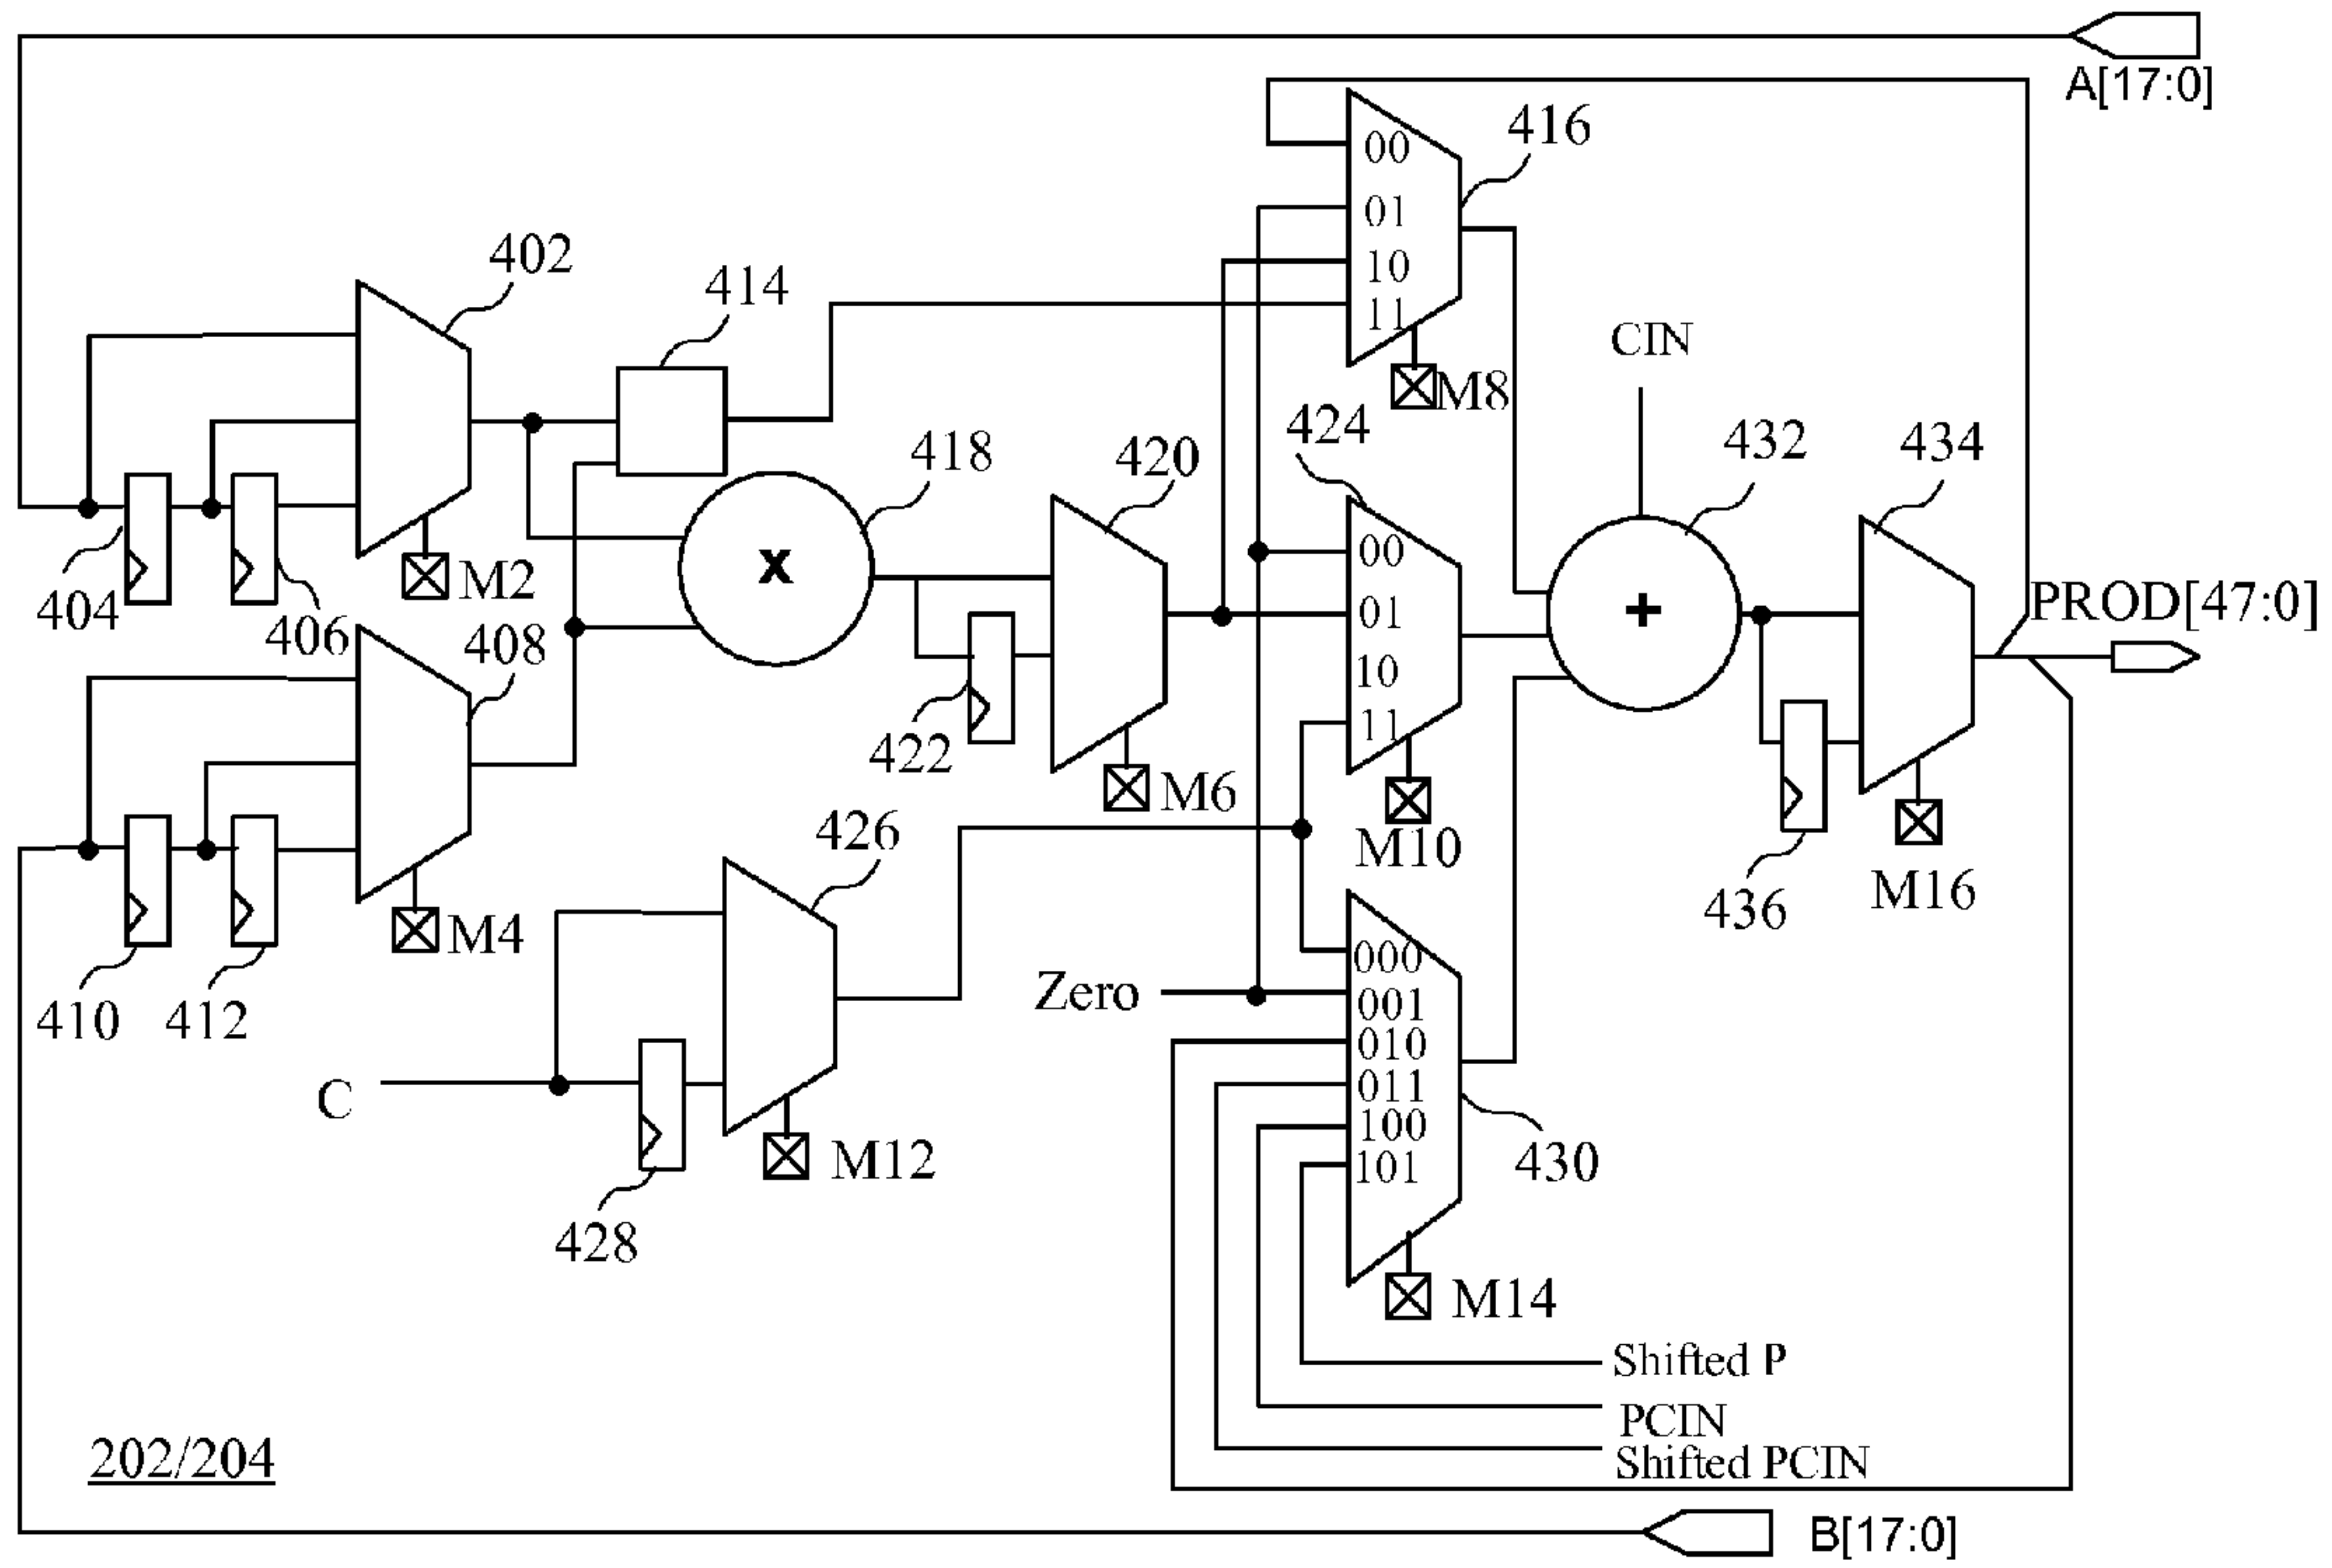 A[17:0]
416
00
01
10
11
M8
402
414
CIN
424
418
420
432
434
X
00
01
10
11
+
M2
404
406
408
PROD[47:0]
422
M6
M10
426
436
M16
M4
410
412
Zero
000
001
010
011
100
101
430
C
M12
428
M14
Shifted P
PCIN
Shifted PCIN
202/204
B[17:0]